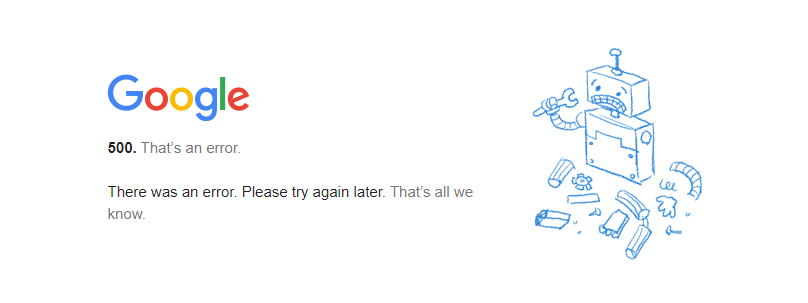 Google
500. That’s an error.
There was an error. Please try again later. That’s all we
know.